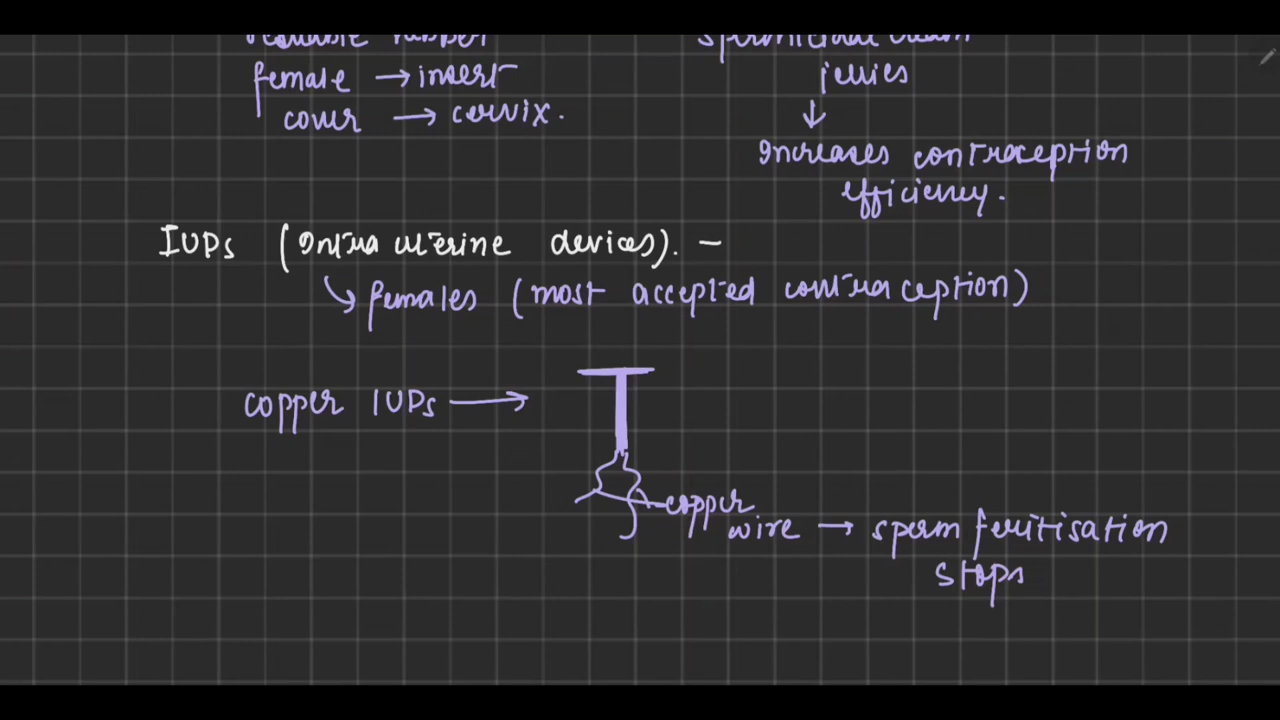 female → insert
cover → cervix.
jellies
↓
Increases contraception
efficiency.
IUDs (Intra uterine devices). –
↳ females (most accepted contraception)
copper IUDs →
copper
wire → sperm fertilisation
stops